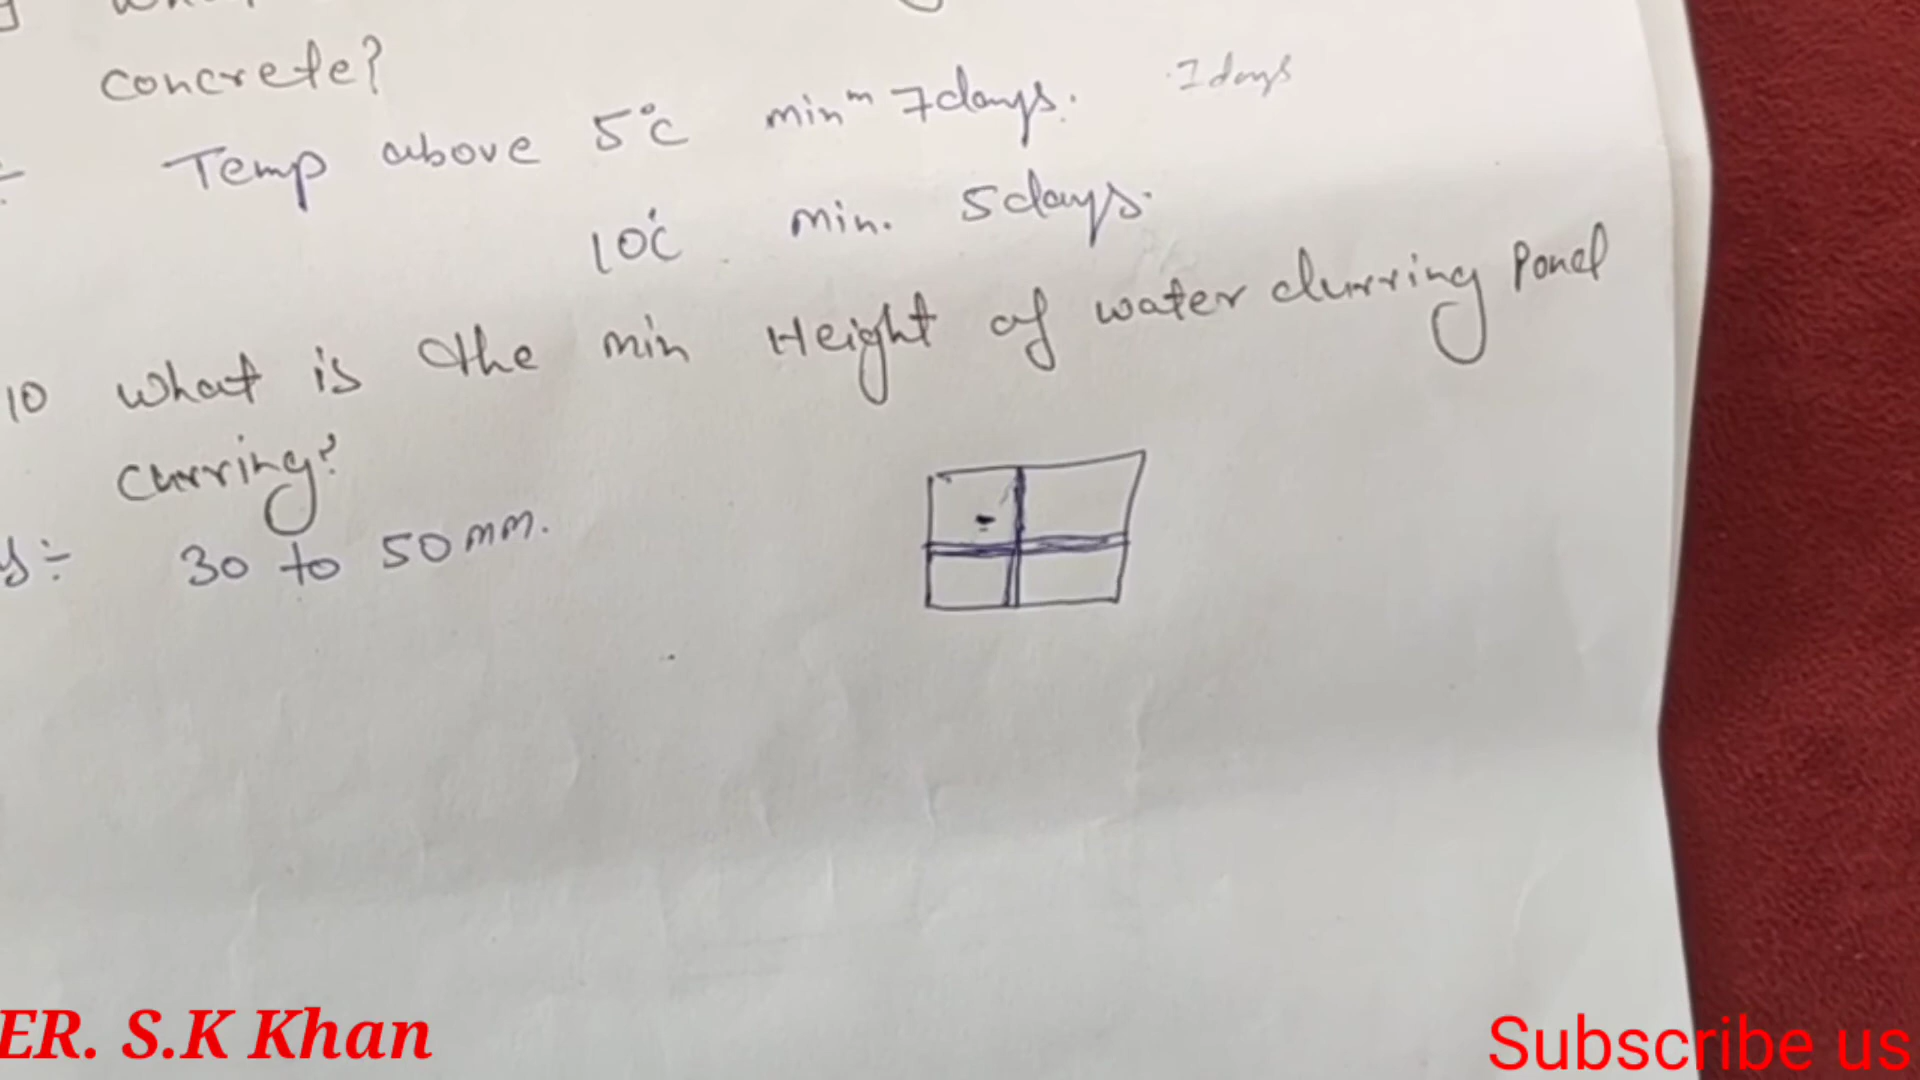 concrete?
Temp above 5°C minm 7days. 7days
10°C min. 5days.
10 What is the min Height of water durring Panel
Curring?
30 to 50mm.
ER. S.K Khan
Subscribe us